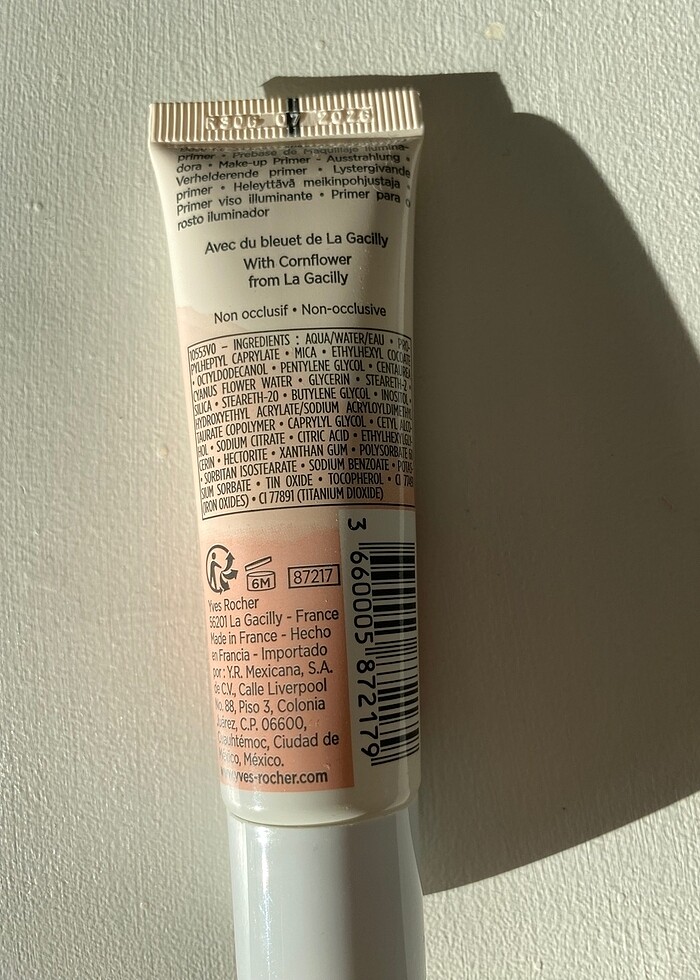 07 2026
primer • Prébase de Maquillaje ilumina-
dora • Make-up Primer - Ausstrahlung •
Verhelderende primer • Lystergivande
primer • Heleyttävä meikinpohjustaja •
Primer viso illuminante • Primer para o
rosto iluminador
Avec du bleuet de La Gacilly
With Cornflower
from La Gacilly
Non occlusif • Non-occlusive
10553V0 – INGREDIENTS : AQUA/WATER/EAU • PRO-
PYLHEPTYL CAPRYLATE • MICA • ETHYLHEXYL COCOATE
• OCTYLDODECANOL • PENTYLENE GLYCOL • CENTAUREA
CYANUS FLOWER WATER • GLYCERIN • STEARETH-2 •
SILICA • STEARETH-20 • BUTYLENE GLYCOL • INOSITOL •
HYDROXYETHYL ACRYLATE/SODIUM ACRYLOYLDIMETHYL
TAURATE COPOLYMER • CAPRYLYL GLYCOL • CETYL ALCO-
HOL • SODIUM CITRATE • CITRIC ACID • ETHYLHEXYLGLY-
CERIN • HECTORITE • XANTHAN GUM • POLYSORBATE 60
• SORBITAN ISOSTEARATE • SODIUM BENZOATE • POTAS-
SIUM SORBATE • TIN OXIDE • TOCOPHEROL • CI
(IRON OXIDES) • CI 77891 (TITANIUM DIOXIDE)
6M
87217
Yves Rocher
56201 La Gacilly - France
Made in France - Hecho
en Francia - Importado
por : Y.R. Mexicana, S.A.
de C.V., Calle Liverpool
No. 88, Piso 3, Colonia
Juárez, C.P. 06600,
Cuauhtémoc, Ciudad de
México, México.
www.yves-rocher.com
3 660005 872179